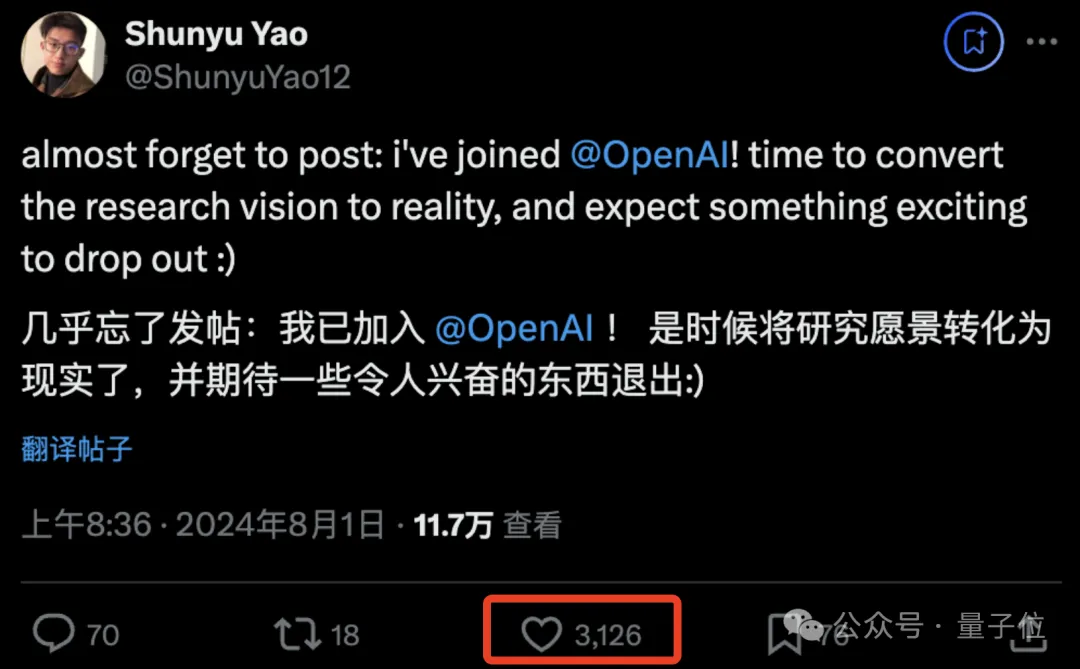 Shunyu Yao
@ShunyuYao12
almost forget to post: i've joined @OpenAI! time to convert
the research vision to reality, and expect something exciting
to drop out :)
几乎忘了发帖：我已加入 @OpenAI ！ 是时候将研究愿景转化为
现实了，并期待一些令人兴奋的东西退出:)
翻译帖子
上午8:36 · 2024年8月1日 · 11.7万 查看
70 18 3,126
公众号 · 量子位